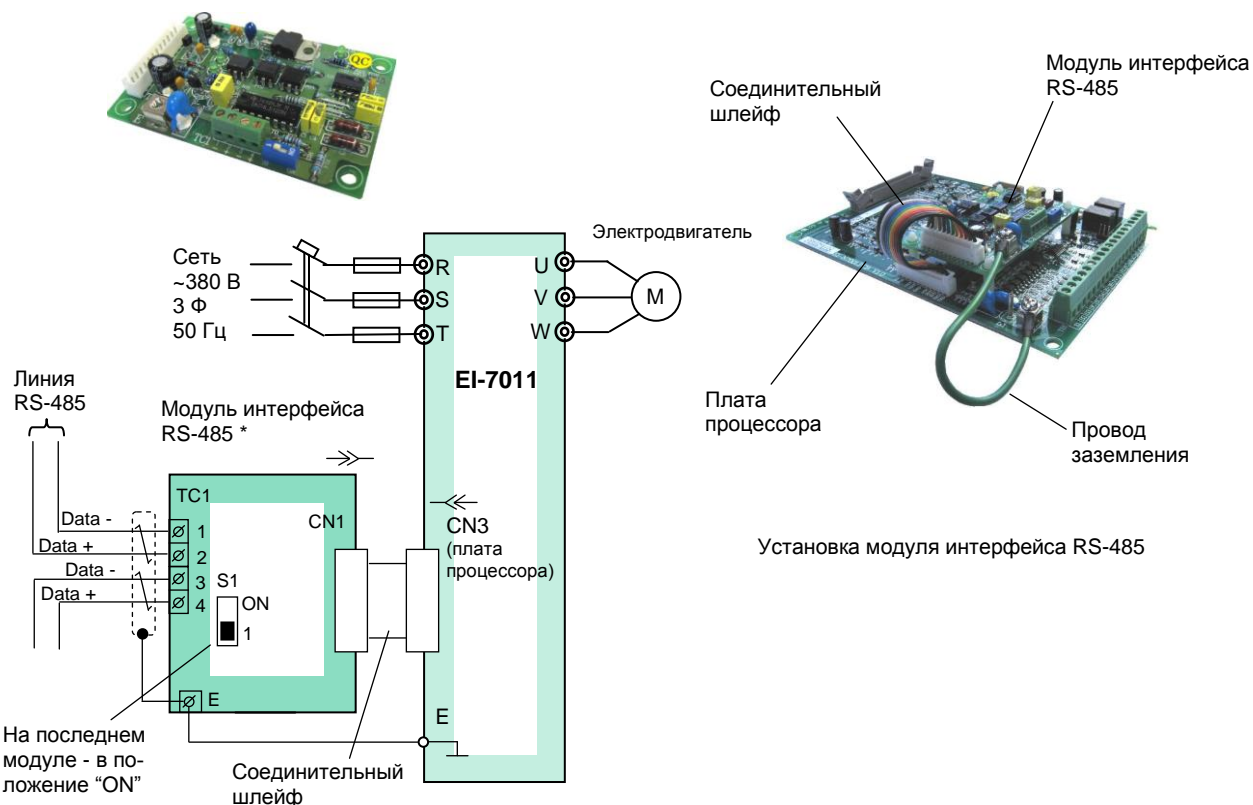 QC
E
TC1
Модуль интерфейса
RS-485
Соединительный
шлейф
Плата
процессора
Провод
заземления
Установка модуля интерфейса RS-485
Сеть
~380 В
3 Ф
50 Гц
R
S
T
U
V
W
Электродвигатель
M
EI-7011
Линия
RS-485
Модуль интерфейса
RS-485 *
TC1
Data -
Data +
Data -
Data +
1
2
3
4
S1
ON
1
CN1
CN3
(плата
процессора)
E
E
На последнем
модуле - в по-
ложение “ON”
Соединительный
шлейф